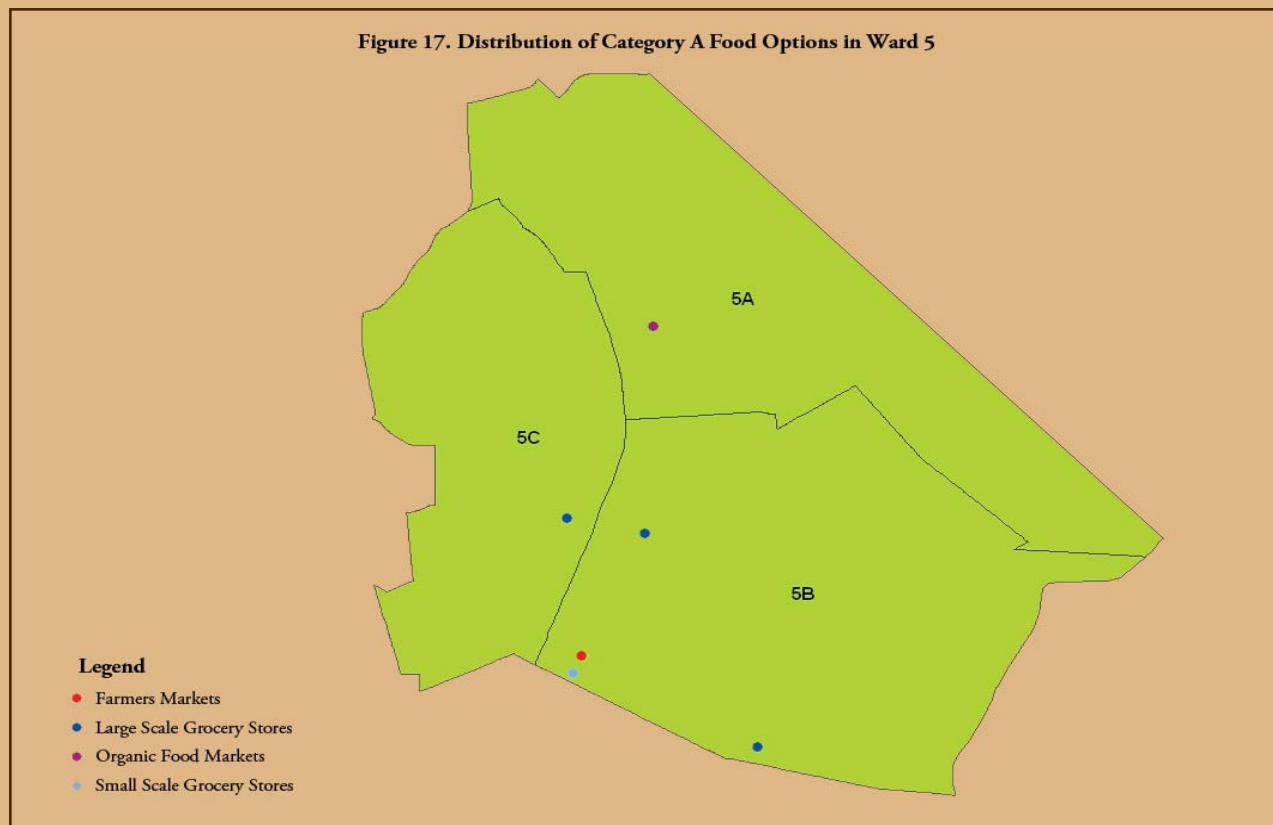 Figure 17. Distribution of Category A Food Options in Ward 5
5A
5C
5B
Legend
Farmers Markets
Large Scale Grocery Stores
Organic Food Markets
Small Scale Grocery Stores